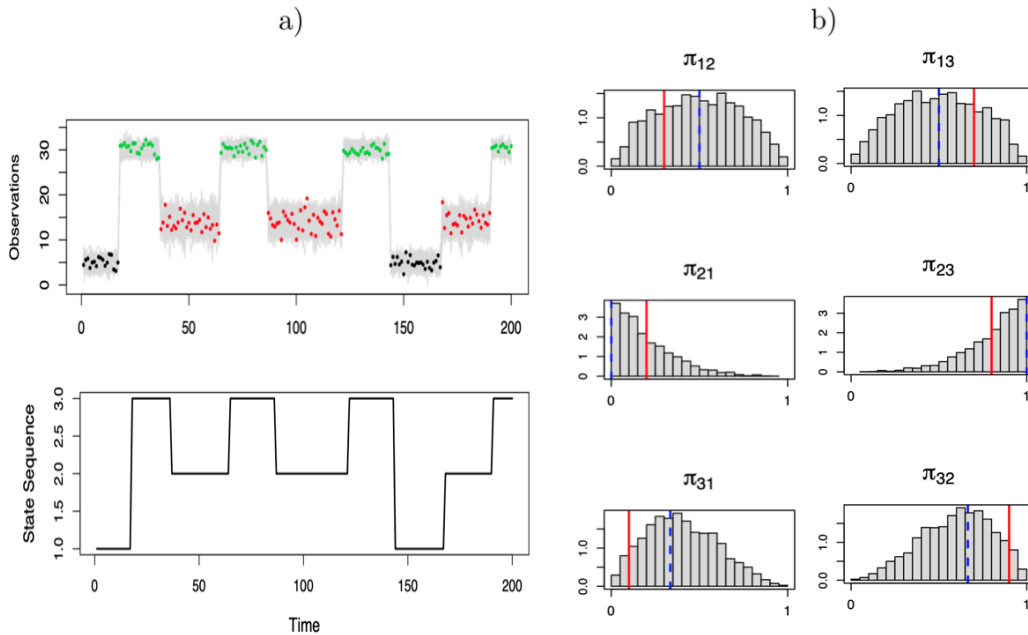 a)
Observations
0 10 20 30
0 50 100 150 200
State Sequence
1.0 1.5 2.0 2.5 3.0
0 50 100 150 200
Time
b)
π12
0.0 1.0
0 1
π13
0.0 1.0
0 1
π21
0 1 2 3
0 1
π23
0 1 2 3
0 1
π31
0.0 1.0
0 1
π32
0.0 1.0
0 1